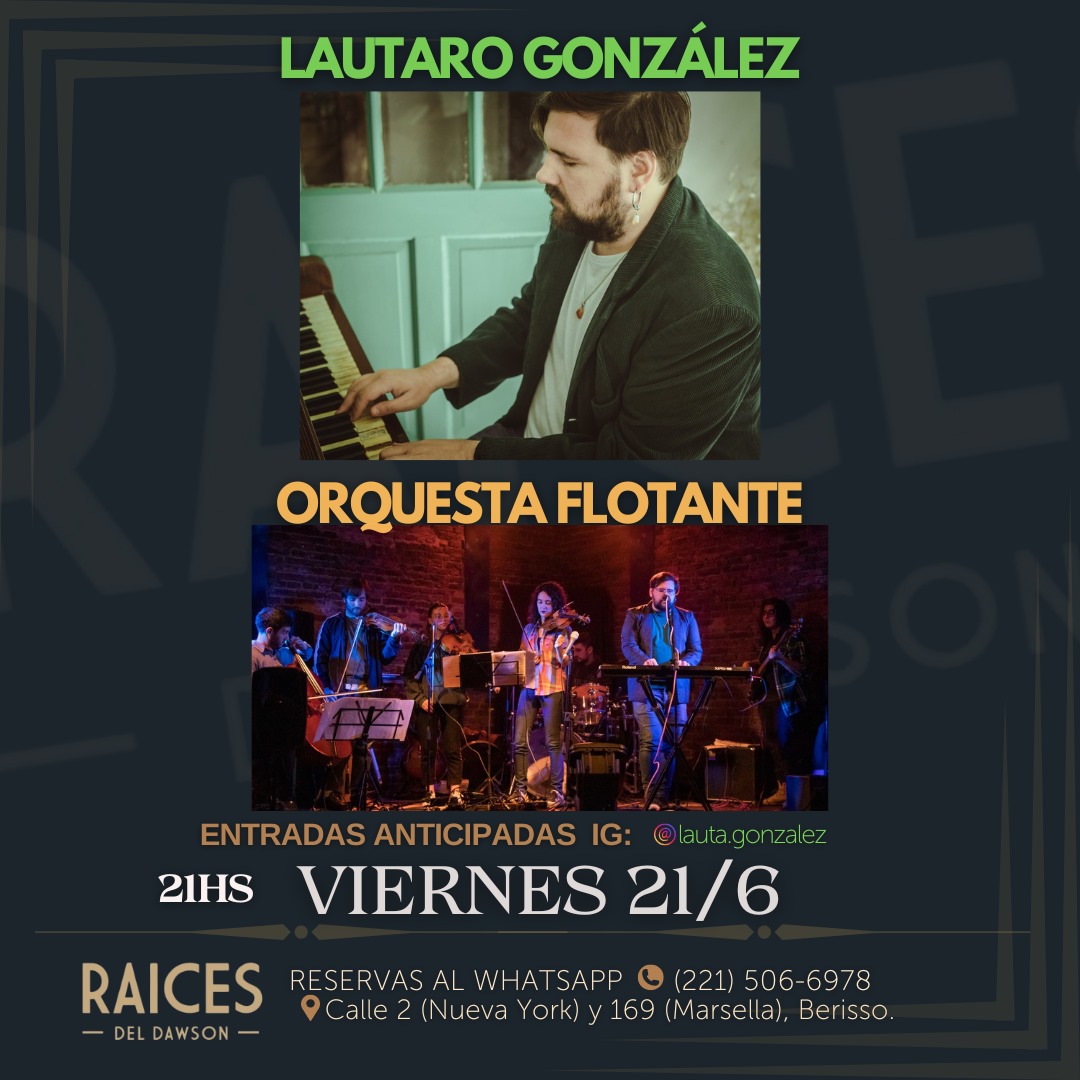 LAUTARO GONZÁLEZ
ORQUESTA FLOTANTE
ENTRADAS ANTICIPADAS IG: @lauta.gonzalez
21HS VIERNES 21/6
RAICES
DEL DAWSON
RESERVAS AL WHATSAPP (221) 506-6978
Calle 2 (Nueva York) y 169 (Marsella), Berisso.